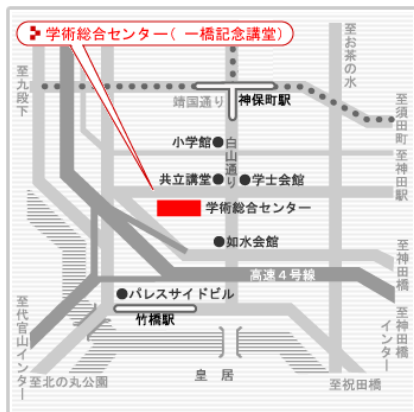 学術総合センター（一橋記念講堂）
至お茶の水
至九段下
靖国通り
神保町駅
至須田町
小学館
白山通り
至神田駅
共立講堂
学士会館
学術総合センター
如水会館
至神田橋
高速４号線
パレスサイドビル
竹橋駅
至代官山インター
至神田橋インター
皇居
至北の丸公園
至祝田橋